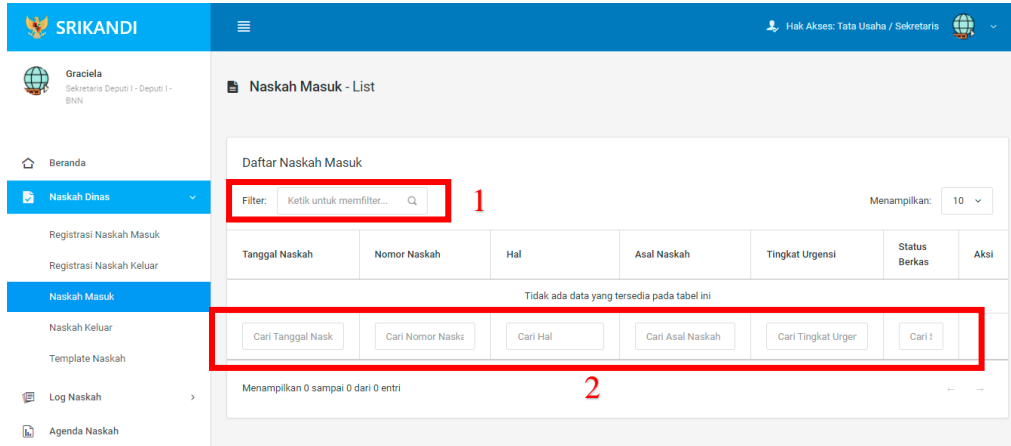 SRIKANDI
Hak Akses: Tata Usaha / Sekretaris
Graciela
Sekretaris Deputi I - Deputi I -
BNN
Naskah Masuk - List
Beranda
Naskah Dinas
Registrasi Naskah Masuk
Registrasi Naskah Keluar
Naskah Masuk
Naskah Keluar
Template Naskah
Log Naskah
Agenda Naskah
Daftar Naskah Masuk
Filter: Ketik untuk memfilter... 1 Menampilkan: 10
Tanggal Naskah Nomor Naskah Hal Asal Naskah Tingkat Urgensi Status Berkas Aksi
Tidak ada data yang tersedia pada tabel ini
Cari Tanggal Nask Cari Nomor Naska Cari Hal Cari Asal Naskah Cari Tingkat Urger Cari
Menampilkan 0 sampai 0 dari 0 entri 2 ← →